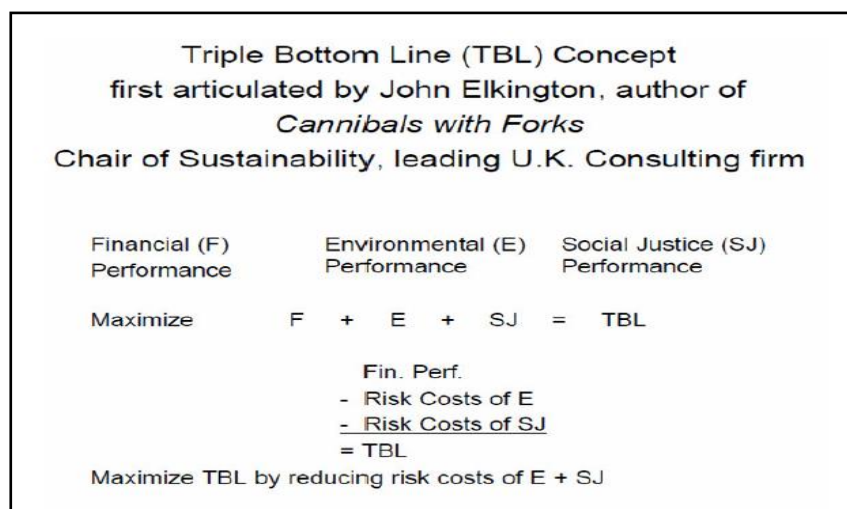 Triple Bottom Line (TBL) Concept
first articulated by John Elkington, author of
Cannibals with Forks
Chair of Sustainability, leading U.K. Consulting firm
Financial (F) Environmental (E) Social Justice (SJ)
Performance Performance Performance
Maximize F + E + SJ = TBL
Fin. Perf.
- Risk Costs of E
- Risk Costs of SJ
= TBL
Maximize TBL by reducing risk costs of E + SJ